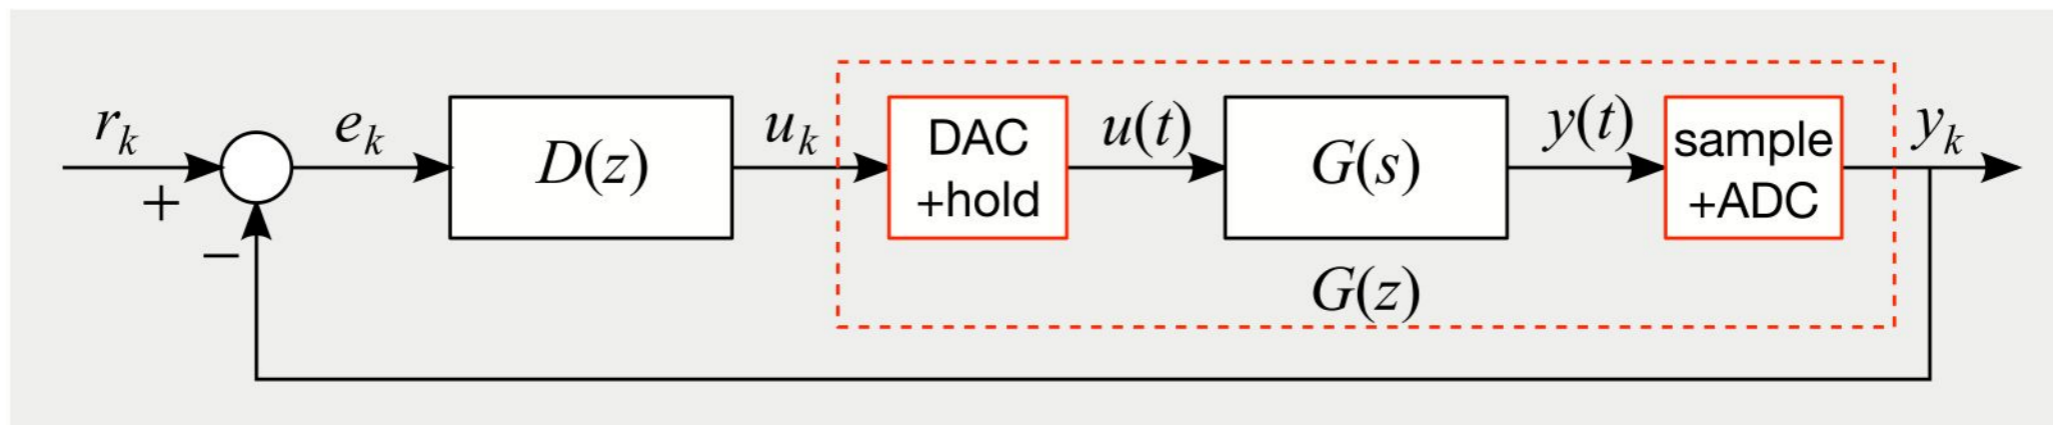 r_k
+
−
e_k
D(z)
u_k
DAC
+hold
u(t)
G(s)
y(t)
sample
+ADC
y_k
G(z)